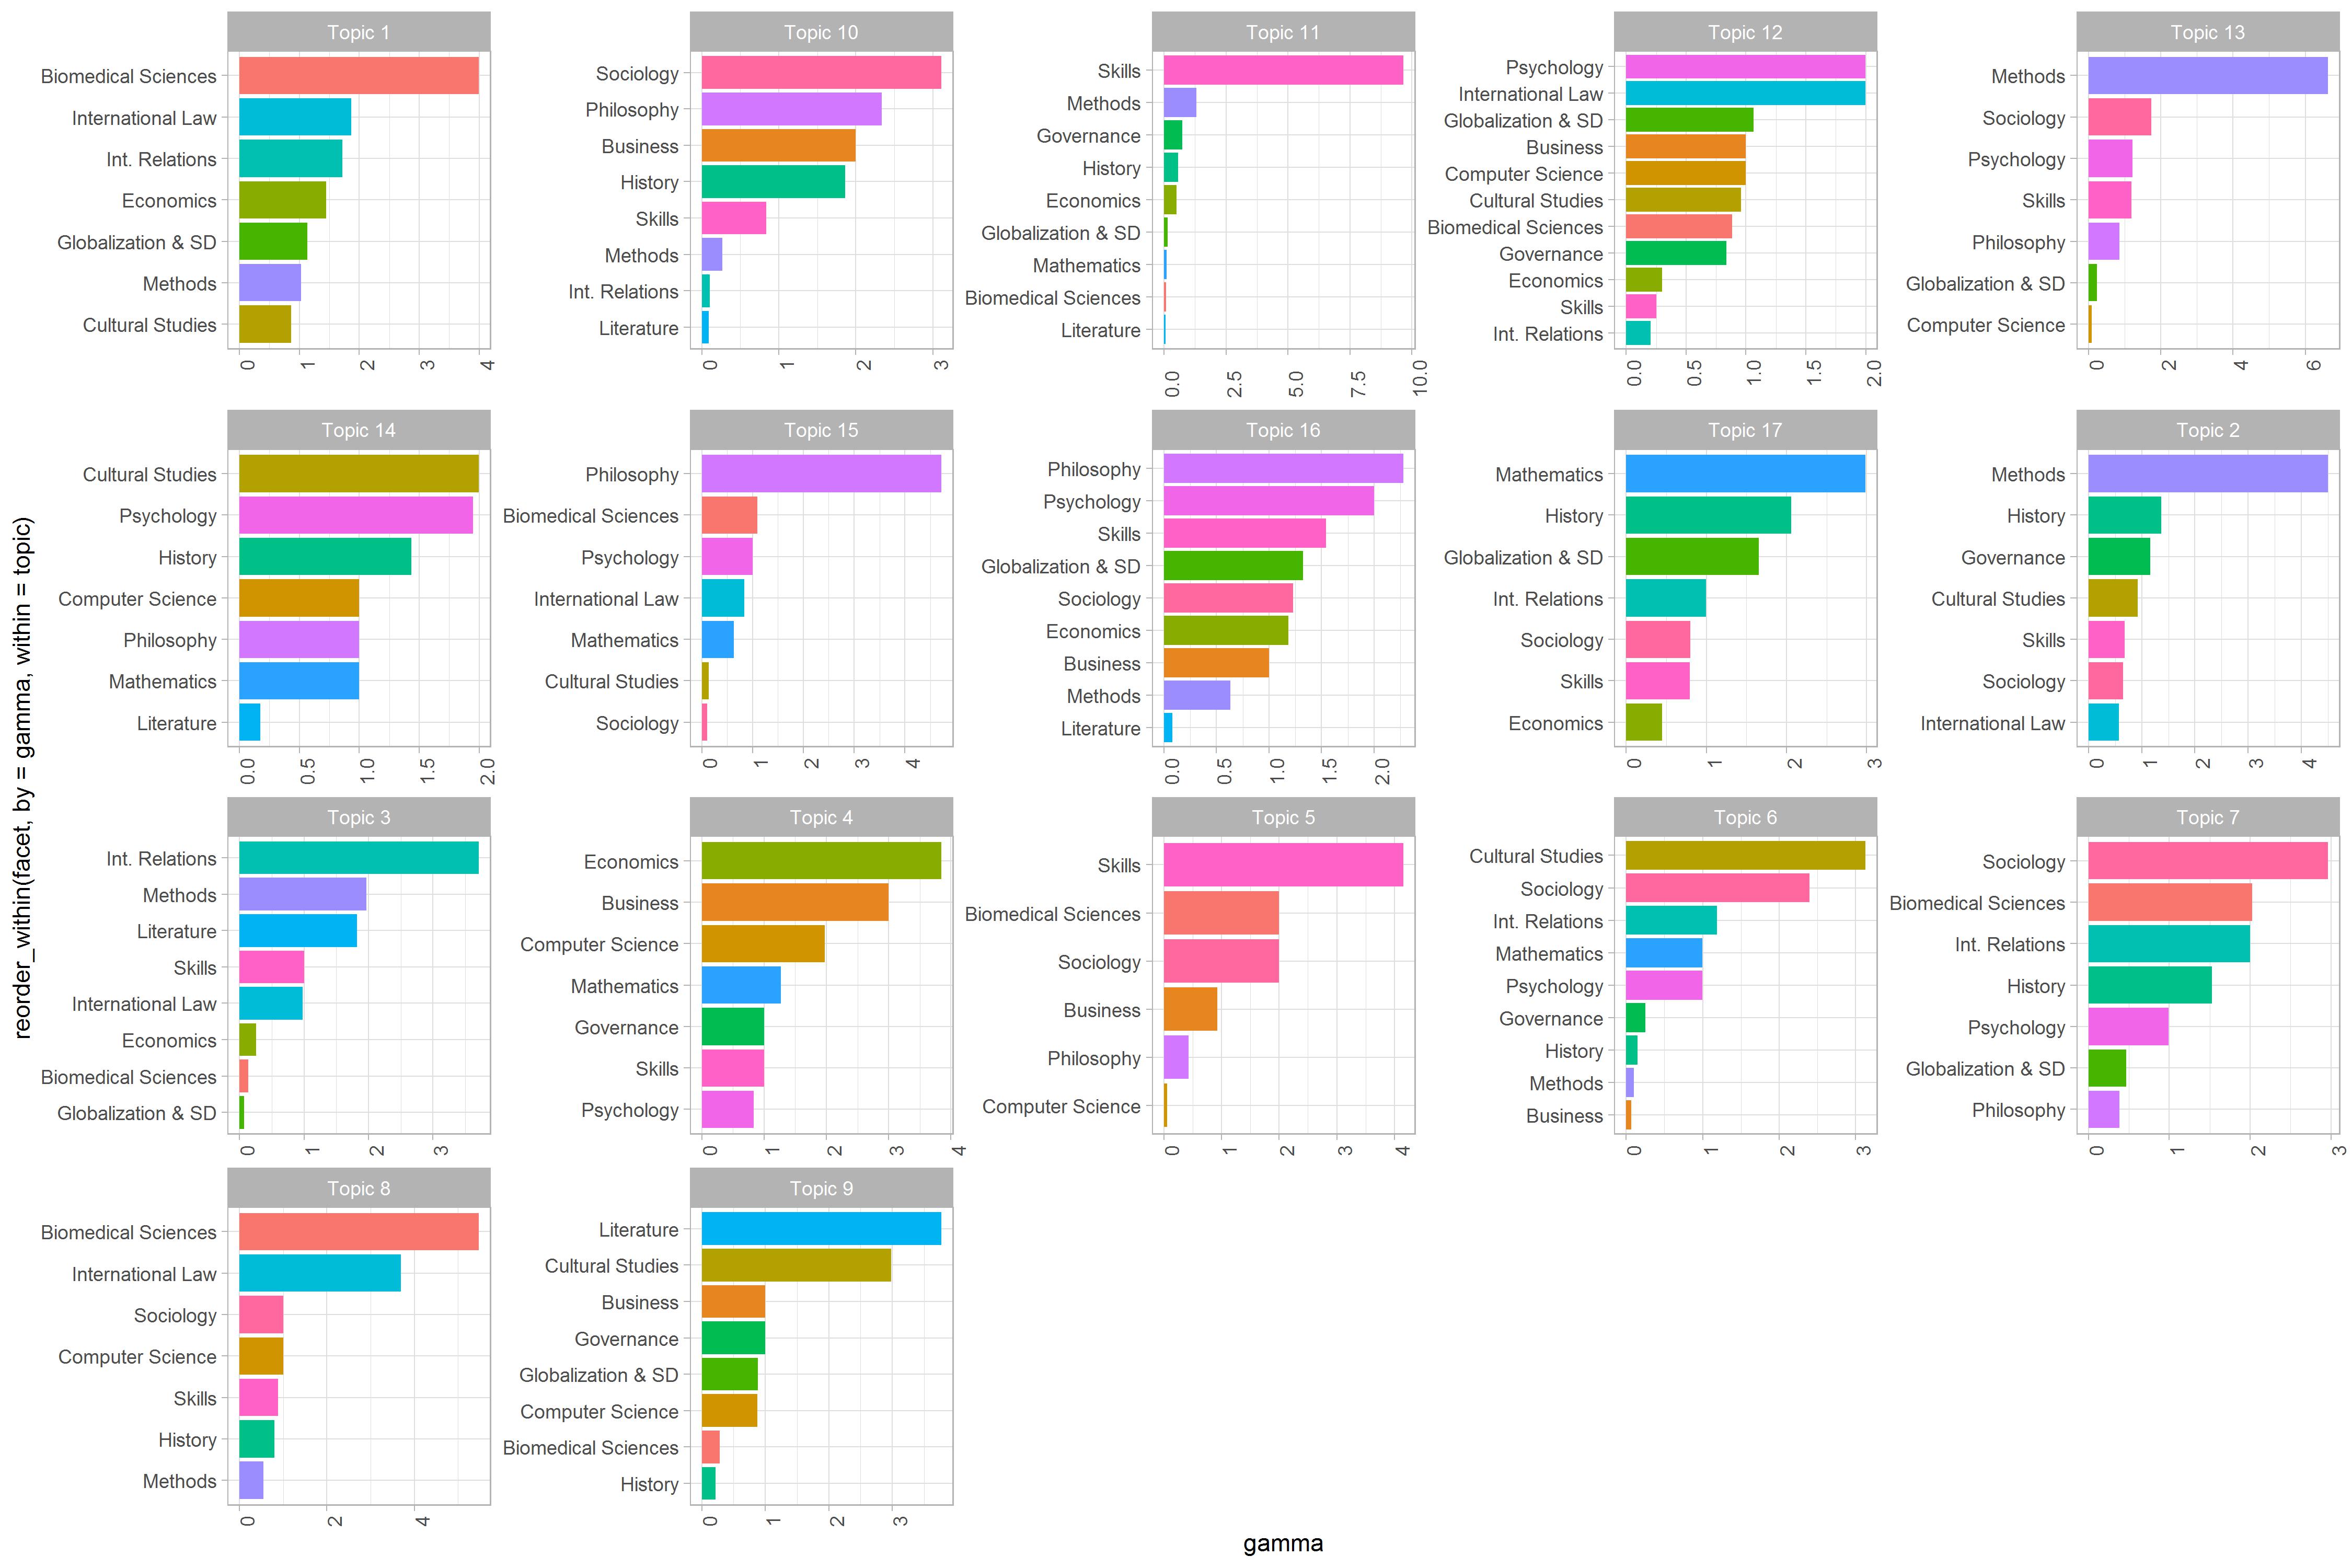 reorder_within(facet, by = gamma, within = topic)
Topic 1
Biomedical Sciences
International Law
Int. Relations
Economics
Globalization & SD
Methods
Cultural Studies
0 1 2 3 4
Topic 10
Sociology
Philosophy
Business
History
Skills
Methods
Int. Relations
Literature
0 1 2 3
Topic 11
Skills
Methods
Governance
History
Economics
Globalization & SD
Mathematics
Biomedical Sciences
Literature
0.0 2.5 5.0 7.5 10.0
Topic 12
Psychology
International Law
Globalization & SD
Business
Computer Science
Cultural Studies
Biomedical Sciences
Governance
Economics
Skills
Int. Relations
0.0 0.5 1.0 1.5 2.0
Topic 13
Methods
Sociology
Psychology
Skills
Philosophy
Globalization & SD
Computer Science
0 2 4 6
Topic 14
Cultural Studies
Psychology
History
Computer Science
Philosophy
Mathematics
Literature
0.0 0.5 1.0 1.5 2.0
Topic 15
Philosophy
Biomedical Sciences
Psychology
International Law
Mathematics
Cultural Studies
Sociology
0 1 2 3 4
Topic 16
Philosophy
Psychology
Skills
Globalization & SD
Sociology
Economics
Business
Methods
Literature
0.0 0.5 1.0 1.5 2.0
Topic 17
Mathematics
History
Globalization & SD
Int. Relations
Sociology
Skills
Economics
0 1 2 3
Topic 2
Methods
History
Governance
Cultural Studies
Skills
Sociology
International Law
0 1 2 3 4
Topic 3
Int. Relations
Methods
Literature
Skills
International Law
Economics
Biomedical Sciences
Globalization & SD
0 1 2 3
Topic 4
Economics
Business
Computer Science
Mathematics
Governance
Skills
Psychology
0 1 2 3 4
Topic 5
Skills
Biomedical Sciences
Sociology
Business
Philosophy
Computer Science
0 1 2 3 4
Topic 6
Cultural Studies
Sociology
Int. Relations
Mathematics
Psychology
Governance
History
Methods
Business
0 1 2 3
Topic 7
Sociology
Biomedical Sciences
Int. Relations
History
Psychology
Globalization & SD
Philosophy
0 1 2 3
Topic 8
Biomedical Sciences
International Law
Sociology
Computer Science
Skills
History
Methods
0 2 4
Topic 9
Literature
Cultural Studies
Business
Governance
Globalization & SD
Computer Science
Biomedical Sciences
History
0 1 2 3
gamma